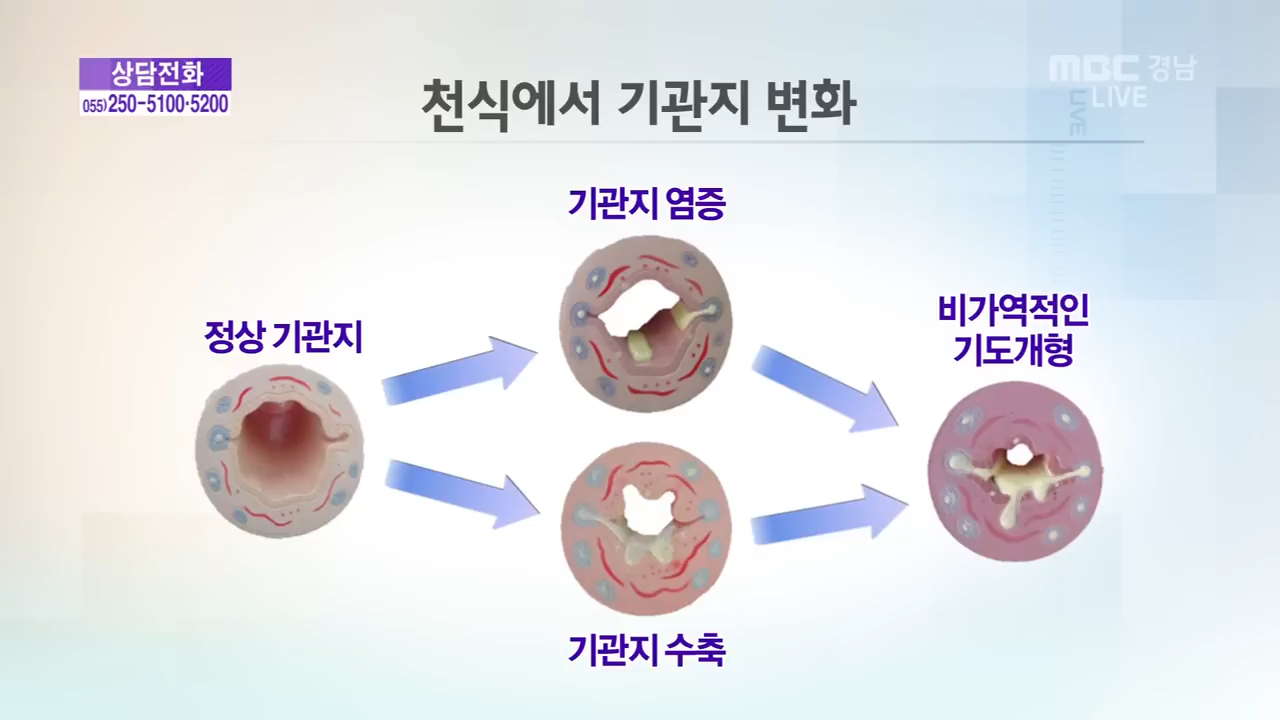 상담전화
055)250-5100·5200
천식에서 기관지 변화
MBC 경남
LIVE
LIVE
기관지 염증
정상 기관지
비가역적인
기도개형
기관지 수축